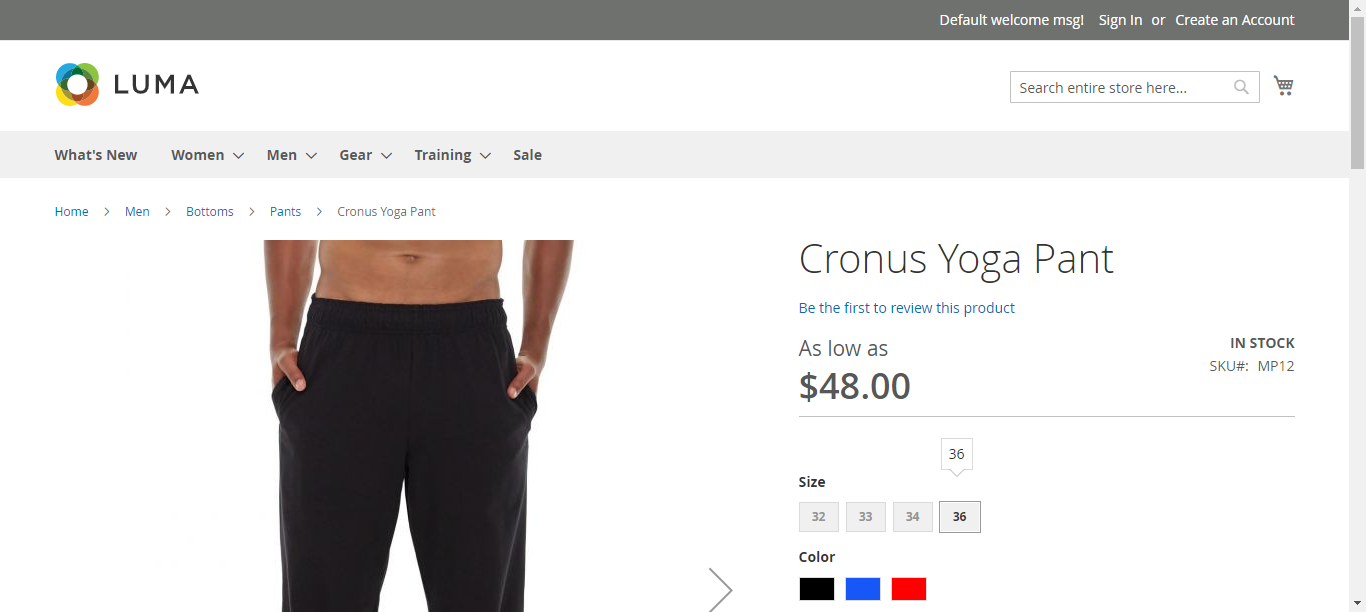 Default welcome msg! Sign In or Create an Account
LUMA
Search entire store here...
What's New Women Men Gear Training Sale
Home Men Bottoms Pants Cronus Yoga Pant
Cronus Yoga Pant
Be the first to review this product
As low as
$48.00
IN STOCK
SKU#: MP12
36
Size
32 33 34 36
Color